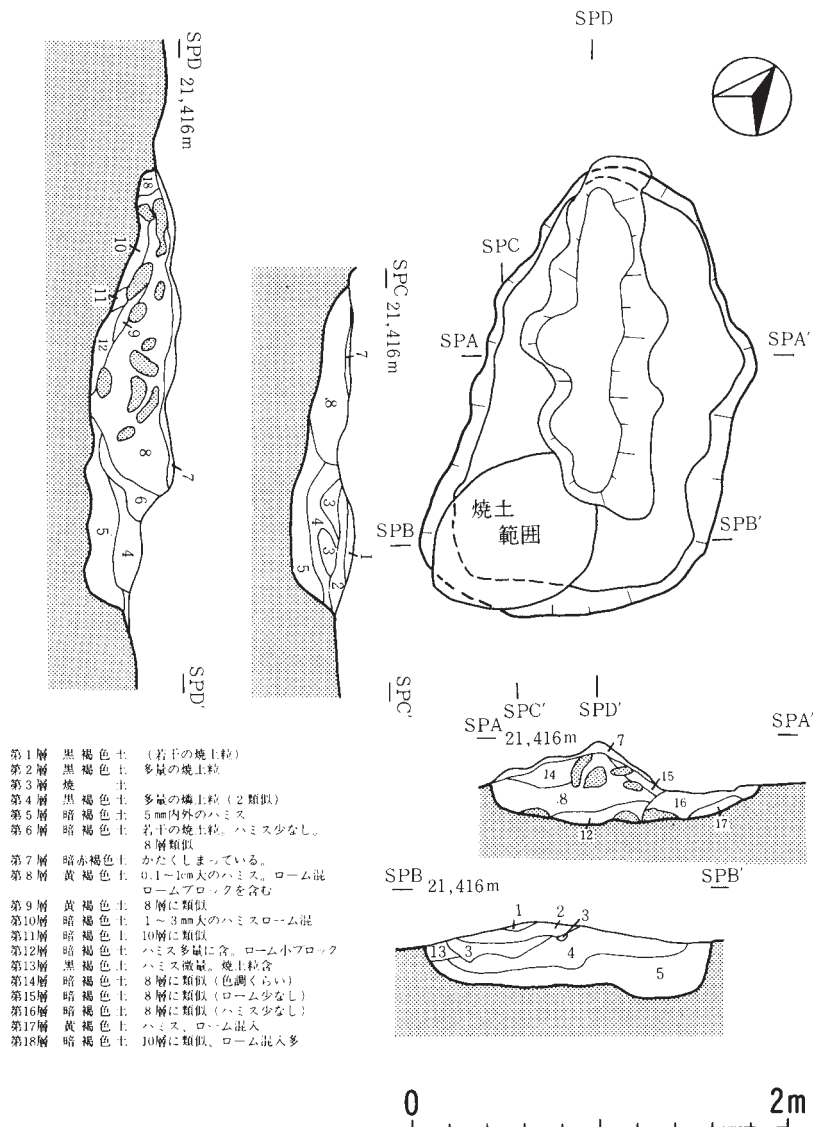 SPD
SPD 21,416m
18
10
11
9
12
8
7
6
5
4
SPD'
SPC 21,416m
7
8
3
4
3
1
5
2
SPC'
SPC
SPA
SPA'
焼土
範囲
SPB
SPB'
SPC' SPD'
SPA 21,416m
SPA'
7
14
15
8
16
12
17
SPB 21,416m
SPB'
1 2 3
13 3 4
5
第1層 黒褐色土 (若干の焼土粒)
第2層 黒褐色土 多量の焼土粒
第3層 焼土
第4層 黒褐色土 多量の燐土粒(2類似)
第5層 暗褐色土 5㎜内外のハミス
第6層 暗褐色土 若干の焼土粒。ハミス少なし。
8層類似
第7層 暗赤褐色土 かたくしまっている。
第8層 黄褐色土 0.1~1cm大のハミス。ローム混
ロームブロックを含む
第9層 黄褐色土 8層に類似
第10層 暗褐色土 1~3㎜大のハミスローム混
第11層 暗褐色土 10層に類似
第12層 暗褐色土 ハミス多量に含。ローム小ブロック
第13層 黒褐色土 ハミス微量。焼土粒含
第14層 暗褐色土 8層に類似(色調くらい)
第15層 暗褐色土 8層に類似(ローム少なし)
第16層 暗褐色土 8層に類似(ハミス少なし)
第17層 黄褐色土 ハミス、ローム混入
第18層 暗褐色土 10層に類似、ローム混入多
0 2m